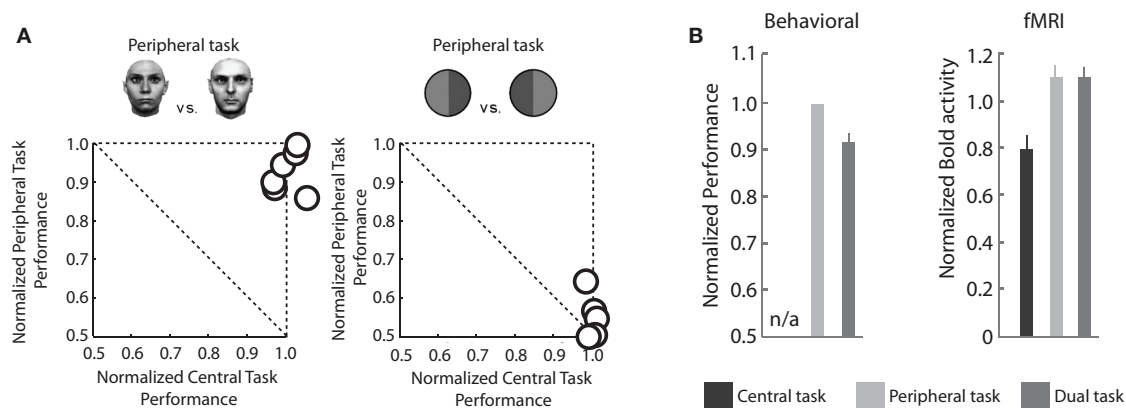 A
Peripheral task
vs.
Normalized Peripheral Task
Performance
1.0
0.9
0.8
0.7
0.6
0.5
0.5 0.6 0.7 0.8 0.9 1.0
Normalized Central Task
Performance
Peripheral task
vs.
Normalized Peripheral Task
Performance
1.0
0.9
0.8
0.7
0.6
0.5
0.5 0.6 0.7 0.8 0.9 1.0
Normalized Central Task
Performance
B
Behavioral
Normalized Performance
1.1
1.0
0.9
0.8
0.7
0.6
0.5
n/a
fMRI
Normalized Bold activity
1.2
1.0
0.8
0.6
0.4
0.2
0
Central task
Peripheral task
Dual task